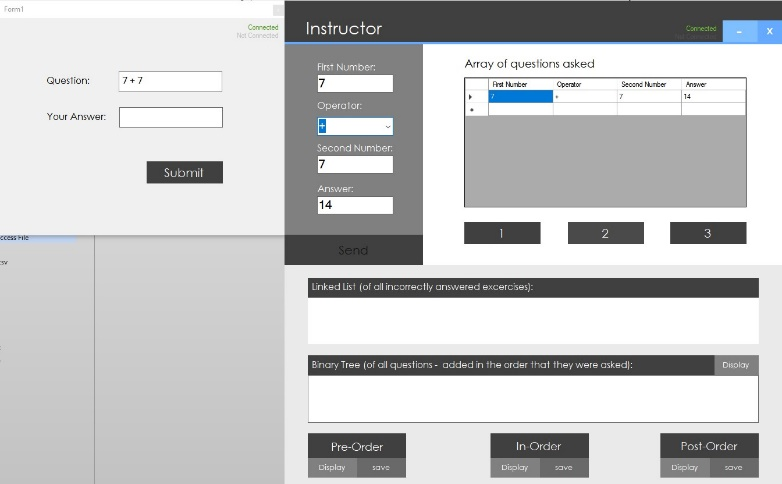 Form1
Connected
Not Connected
Question:
7 + 7
Your Answer:
Submit
ccess File
sv
Instructor
Connected
Not Connected
-
X
First Number:
7
Operator:
+
Second Number:
7
Answer:
14
Send
Array of questions asked
First Number Operator Second Number Answer
7 + 7 14
1 2 3
Linked List (of all incorrectly answered excercises):
Binary Tree (of all questions - added in the order that they were asked):
Display
Pre-Order In-Order Post-Order
Display save Display save Display save